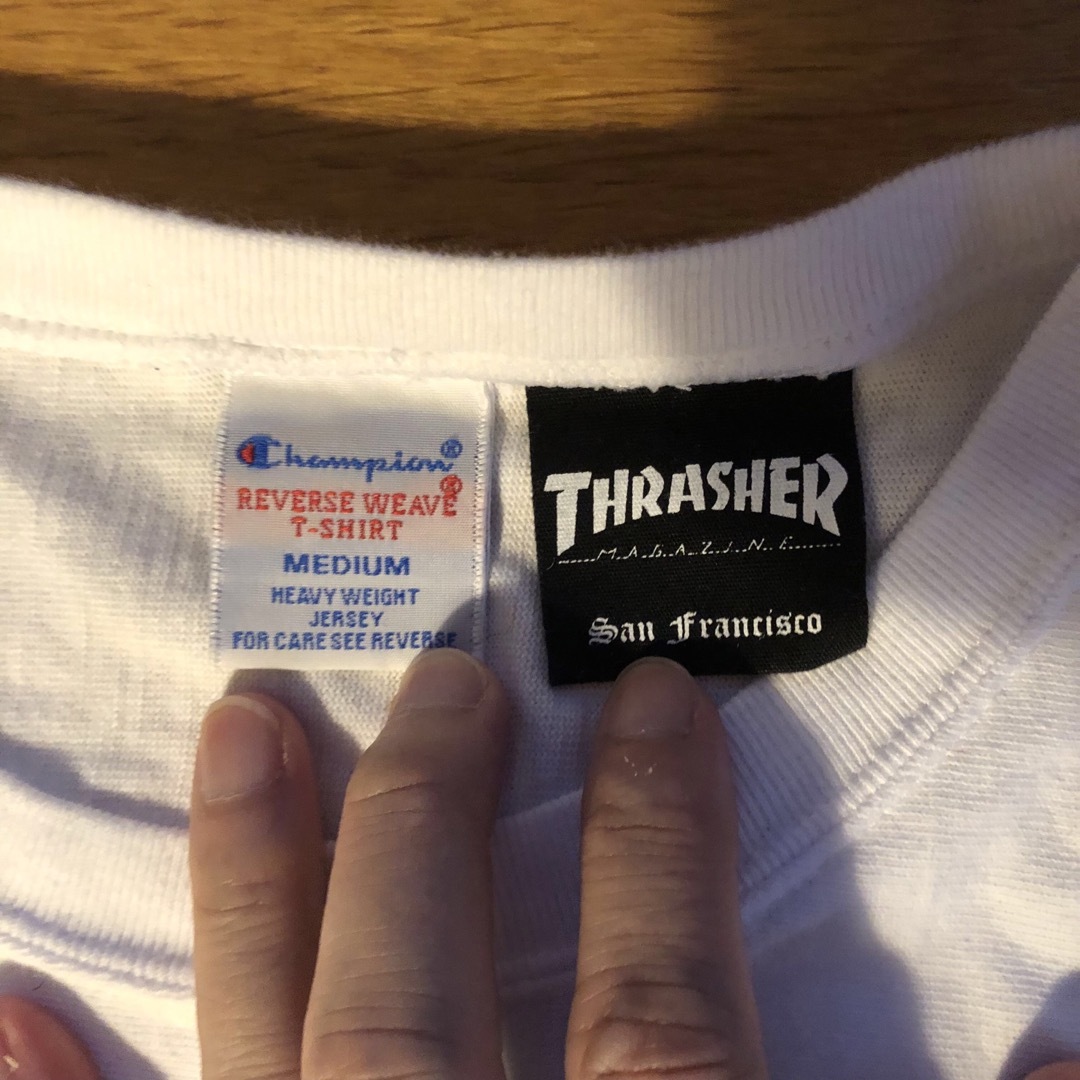 Champion®
REVERSE WEAVE®
T-SHIRT
MEDIUM
HEAVY WEIGHT
JERSEY
FOR CARE SEE REVERSE
THRASHER
MAGAZINE
San Francisco